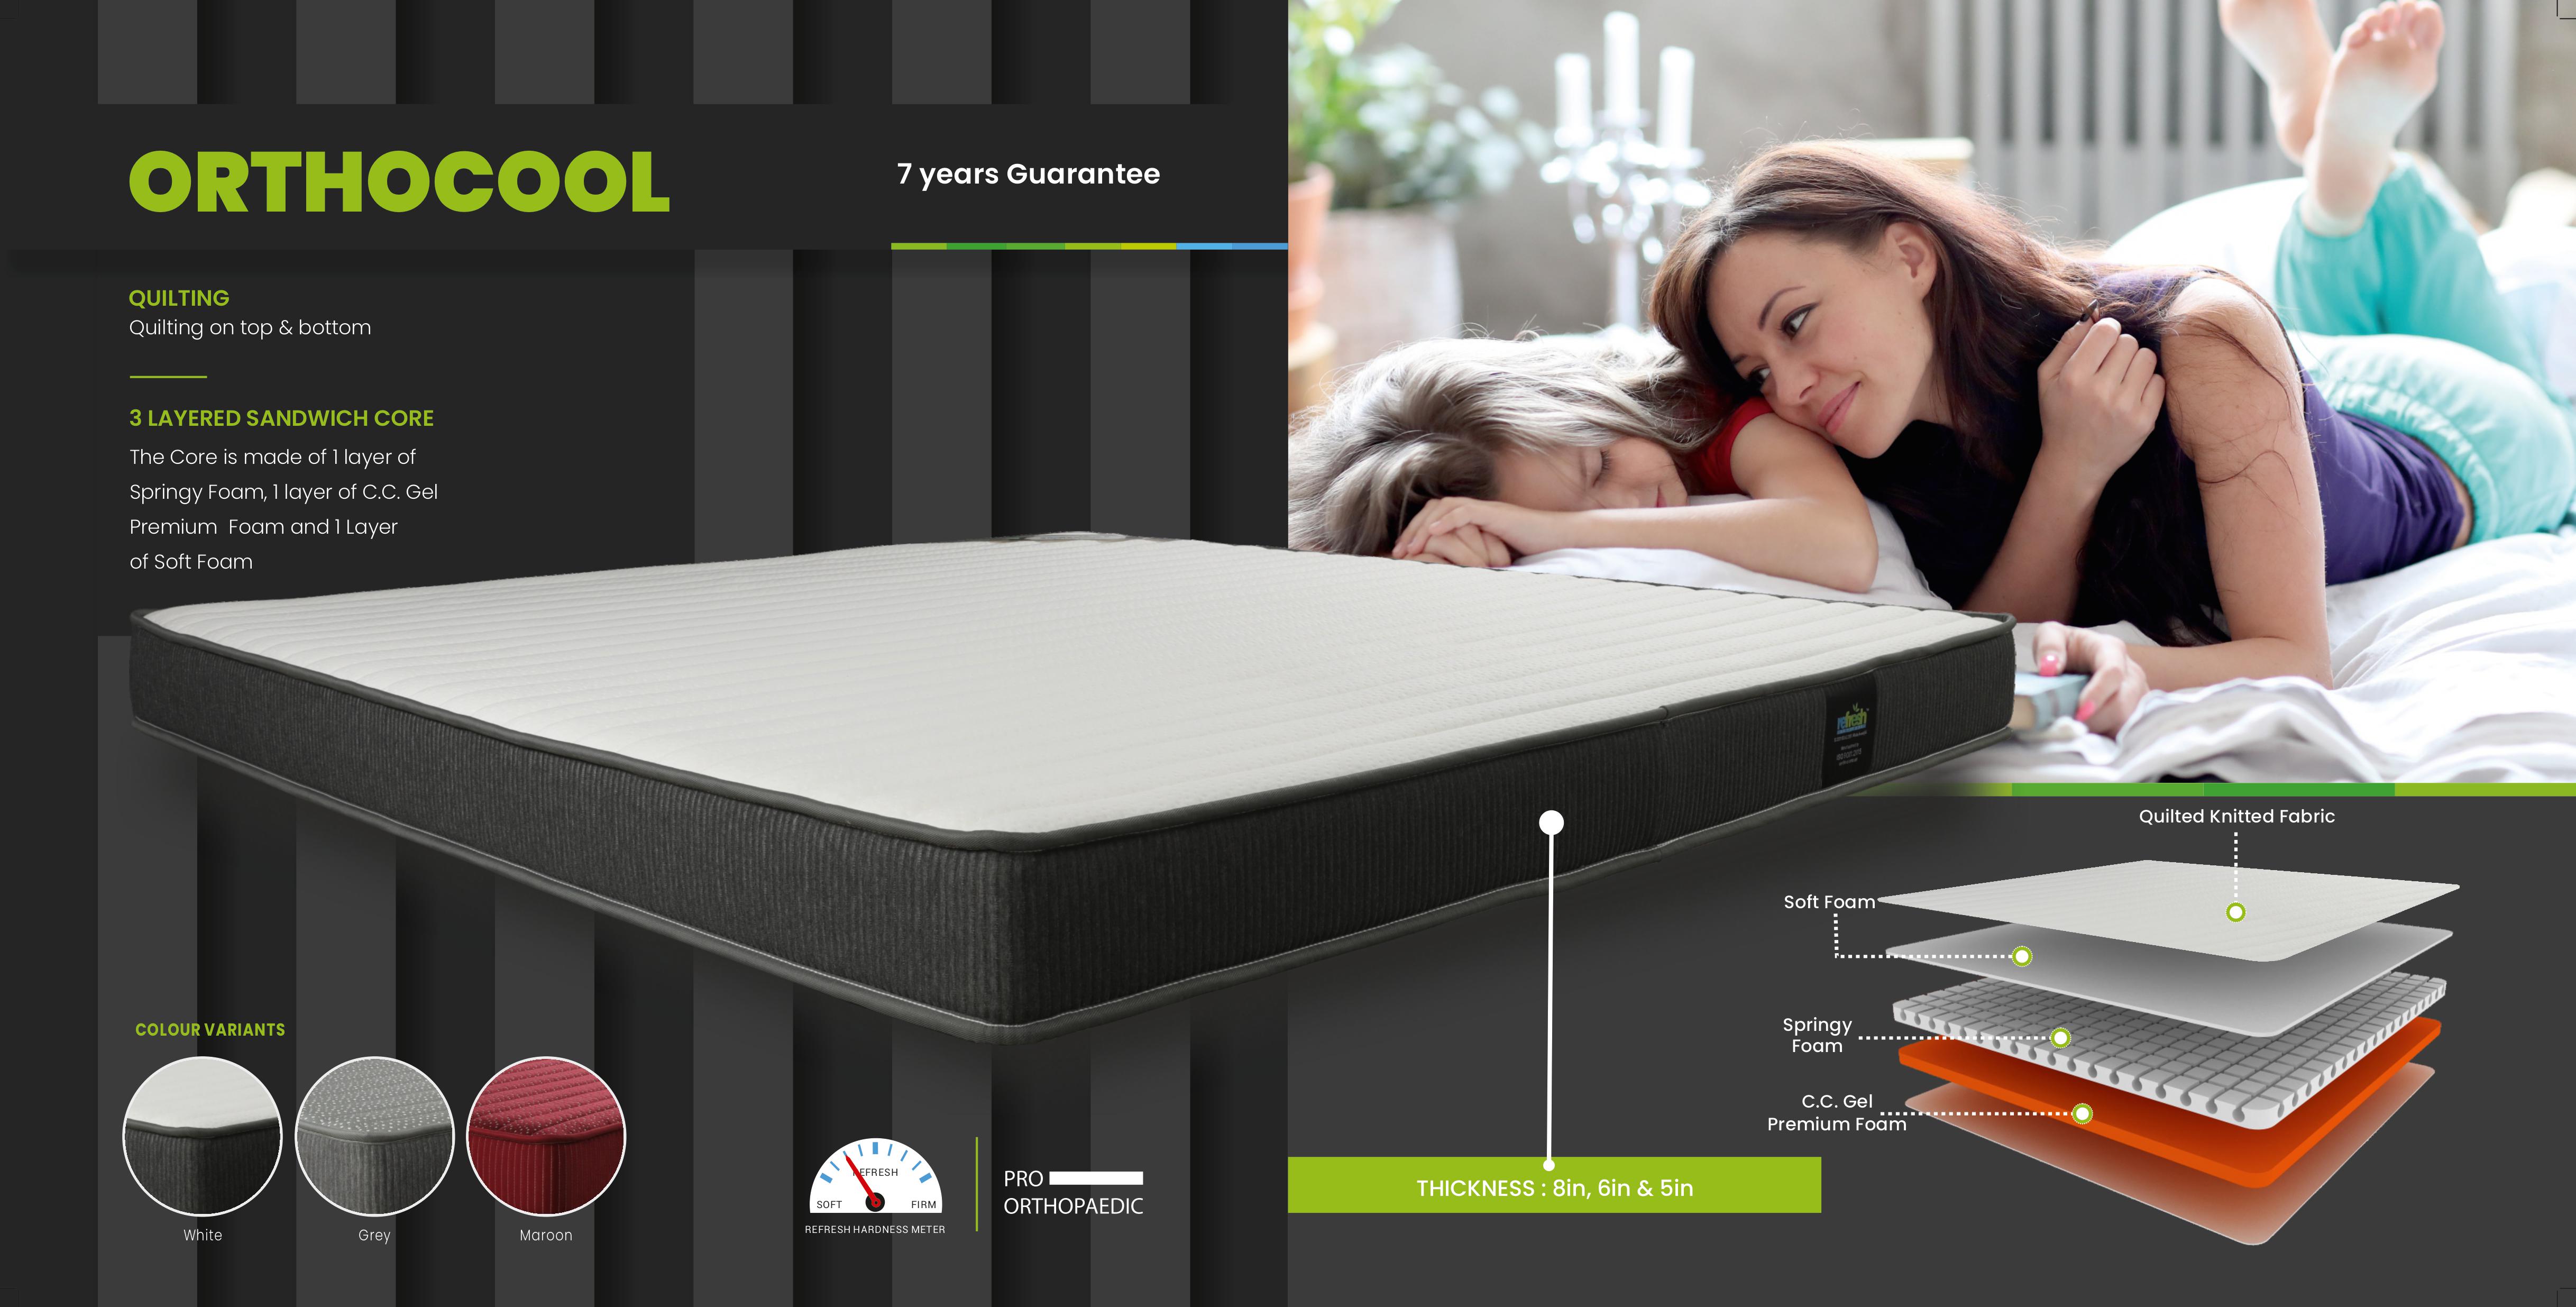 ORTHOCOOL
7 years Guarantee
QUILTING
Quilting on top & bottom
3 LAYERED SANDWICH CORE
The Core is made of 1 layer of
Springy Foam, 1 layer of C.C. Gel
Premium Foam and 1 Layer
of Soft Foam
refresh
Quilted Knitted Fabric
Soft Foam
Springy
Foam
C.C. Gel
Premium Foam
COLOUR VARIANTS
White
Grey
Maroon
REFRESH
SOFT
FIRM
REFRESH HARDNESS METER
PRO
ORTHOPAEDIC
THICKNESS : 8in, 6in & 5in